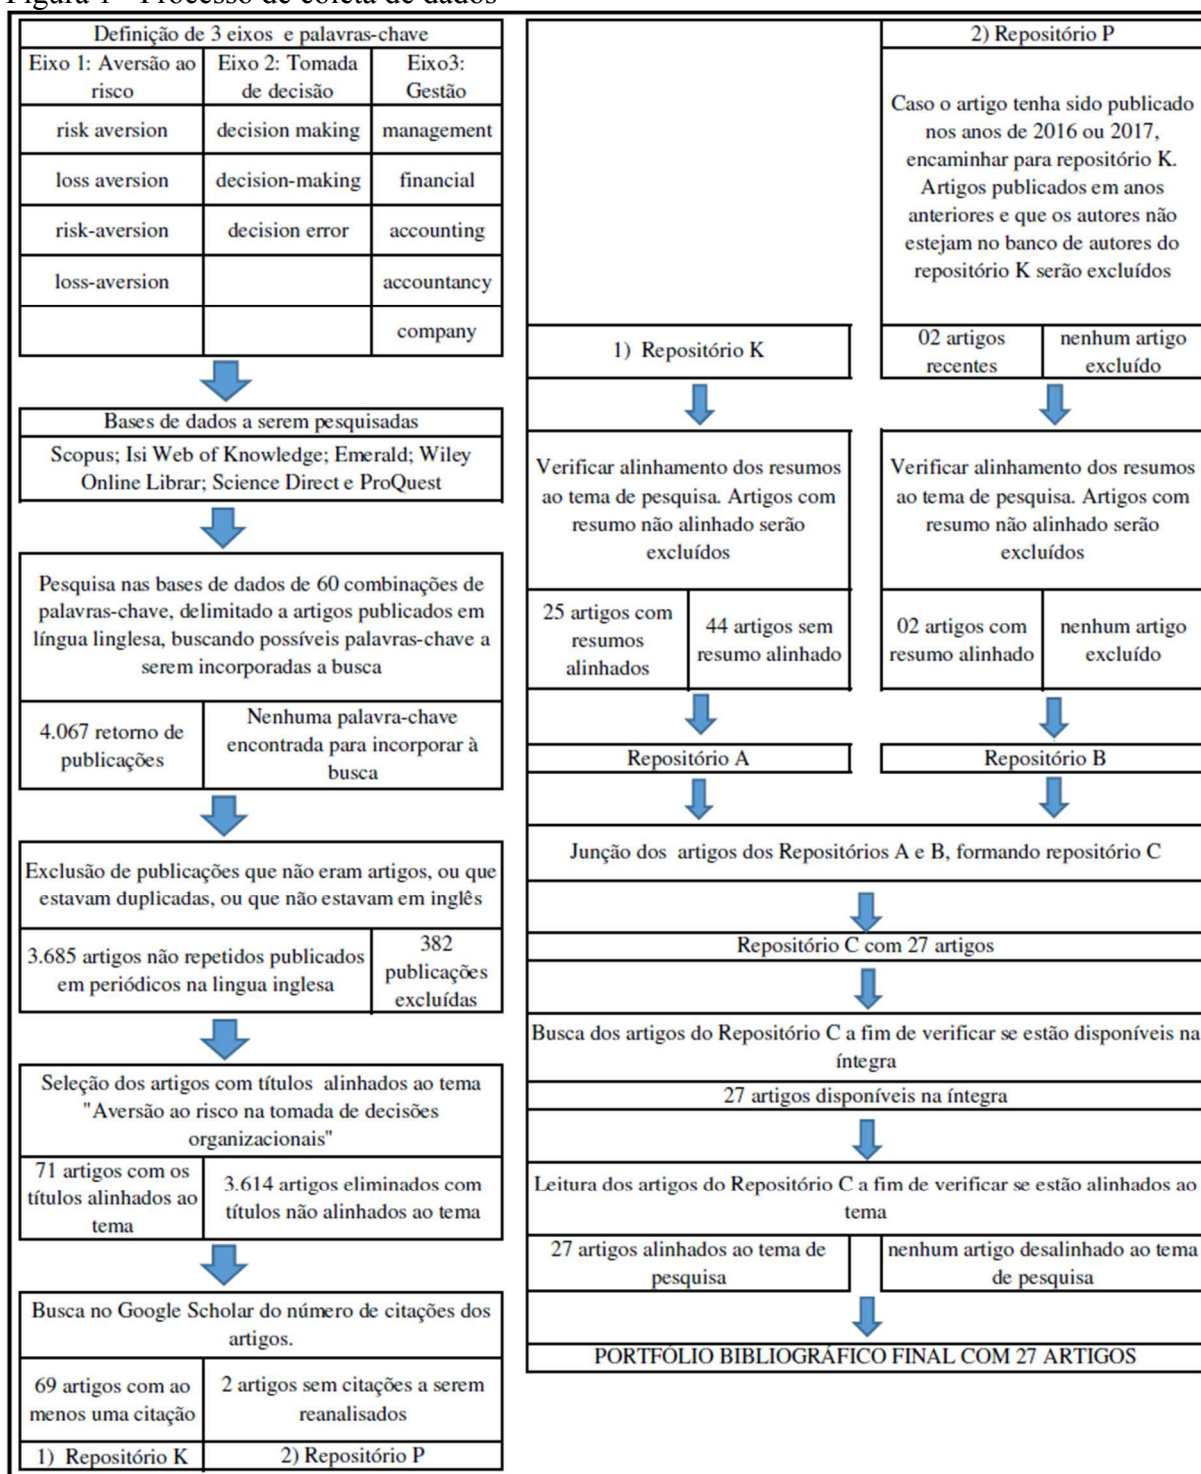 Figura 1 - Processo de coleta de dados
Definição de 3 eixos e palavras-chave
Eixo 1: Aversão ao risco
Eixo 2: Tomada de decisão
Eixo3: Gestão
risk aversion
decision making
management
loss aversion
decision-making
financial
risk-aversion
decision error
accounting
loss-aversion
accountancy
company
Bases de dados a serem pesquisadas
Scopus; Isi Web of Knowledge; Emerald; Wiley
Online Librar; Science Direct e ProQuest
Pesquisa nas bases de dados de 60 combinações de
palavras-chave, delimitado a artigos publicados em
língua linglesa, buscando possíveis palavras-chave a
serem incorporadas a busca
4.067 retorno de
publicações
Nenhuma palavra-chave
encontrada para incorporar à
busca
Exclusão de publicações que não eram artigos, ou que
estavam duplicadas, ou que não estavam em inglês
3.685 artigos não repetidos publicados
em periódicos na lingua inglesa
382
publicações
excluídas
Seleção dos artigos com títulos alinhados ao tema
"Aversão ao risco na tomada de decisões
organizacionais"
71 artigos com os
títulos alinhados ao
tema
3.614 artigos eliminados com
títulos não alinhados ao tema
Busca no Google Scholar do número de citações dos
artigos.
69 artigos com ao
menos uma citação
2 artigos sem citações a serem
reanalisados
1) Repositório K
2) Repositório P
2) Repositório P
Caso o artigo tenha sido publicado
nos anos de 2016 ou 2017,
encaminhar para repositório K.
Artigos publicados em anos
anteriores e que os autores não
estejam no banco de autores do
repositório K serão excluídos
1) Repositório K
02 artigos
recentes
nenhum artigo
excluído
Verificar alinhamento dos resumos
ao tema de pesquisa. Artigos com
resumo não alinhado serão
excluídos
Verificar alinhamento dos resumos
ao tema de pesquisa. Artigos com
resumo não alinhado serão
excluídos
25 artigos com
resumos
alinhados
44 artigos sem
resumo alinhado
02 artigos com
resumo alinhado
nenhum artigo
excluído
Repositório A
Repositório B
Junção dos artigos dos Repositórios A e B, formando repositório C
Repositório C com 27 artigos
Busca dos artigos do Repositório C a fim de verificar se estão disponíveis na
íntegra
27 artigos disponíveis na íntegra
Leitura dos artigos do Repositório C a fim de verificar se estão alinhados ao
tema
27 artigos alinhados ao tema de
pesquisa
nenhum artigo desalinhado ao tema
de pesquisa
PORTFÓLIO BIBLIOGRÁFICO FINAL COM 27 ARTIGOS